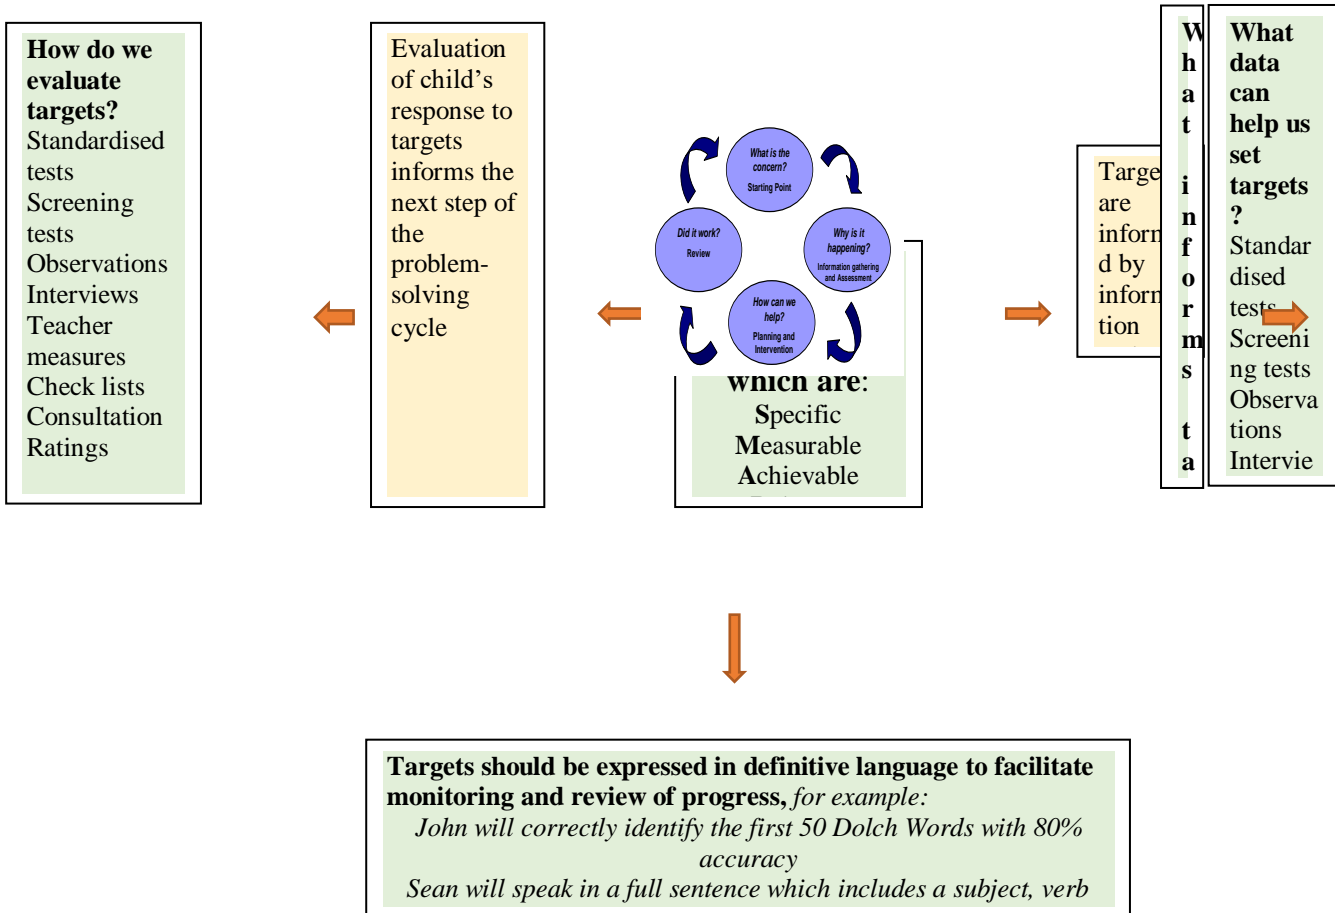 How do we
evaluate
targets?
Standardised
tests
Screening
tests
Observations
Interviews
Teacher
measures
Check lists
Consultation
Ratings
Evaluation
of child's
response to
targets
informs the
next step of
the
problem-
solving
cycle
What is the
concern?
Starting Point
Did it work?
Review
Why is it
happening?
Information gathering
and Assessment
How can we
help?
Planning and
Intervention
which are:
Specific
Measurable
Achievable
Targe
are
inform
d by
inform
tion
W
h
a
t
i
n
f
o
r
m
s
t
a
What
data
can
help us
set
targets
?
Standar
dised
tests
Screeni
ng tests
Observa
tions
Intervie
Targets should be expressed in definitive language to facilitate
monitoring and review of progress, for example:
John will correctly identify the first 50 Dolch Words with 80%
accuracy
Sean will speak in a full sentence which includes a subject, verb